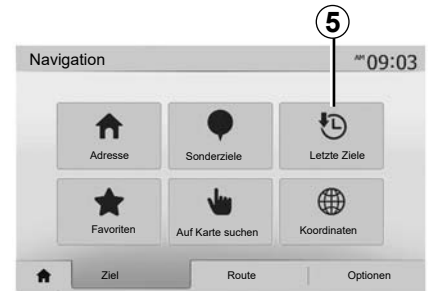 5
Navigation AM 09:03
Adresse Sonderziele Letzte Ziele
Favoriten Auf Karte suchen Koordinaten
Ziel Route Optionen